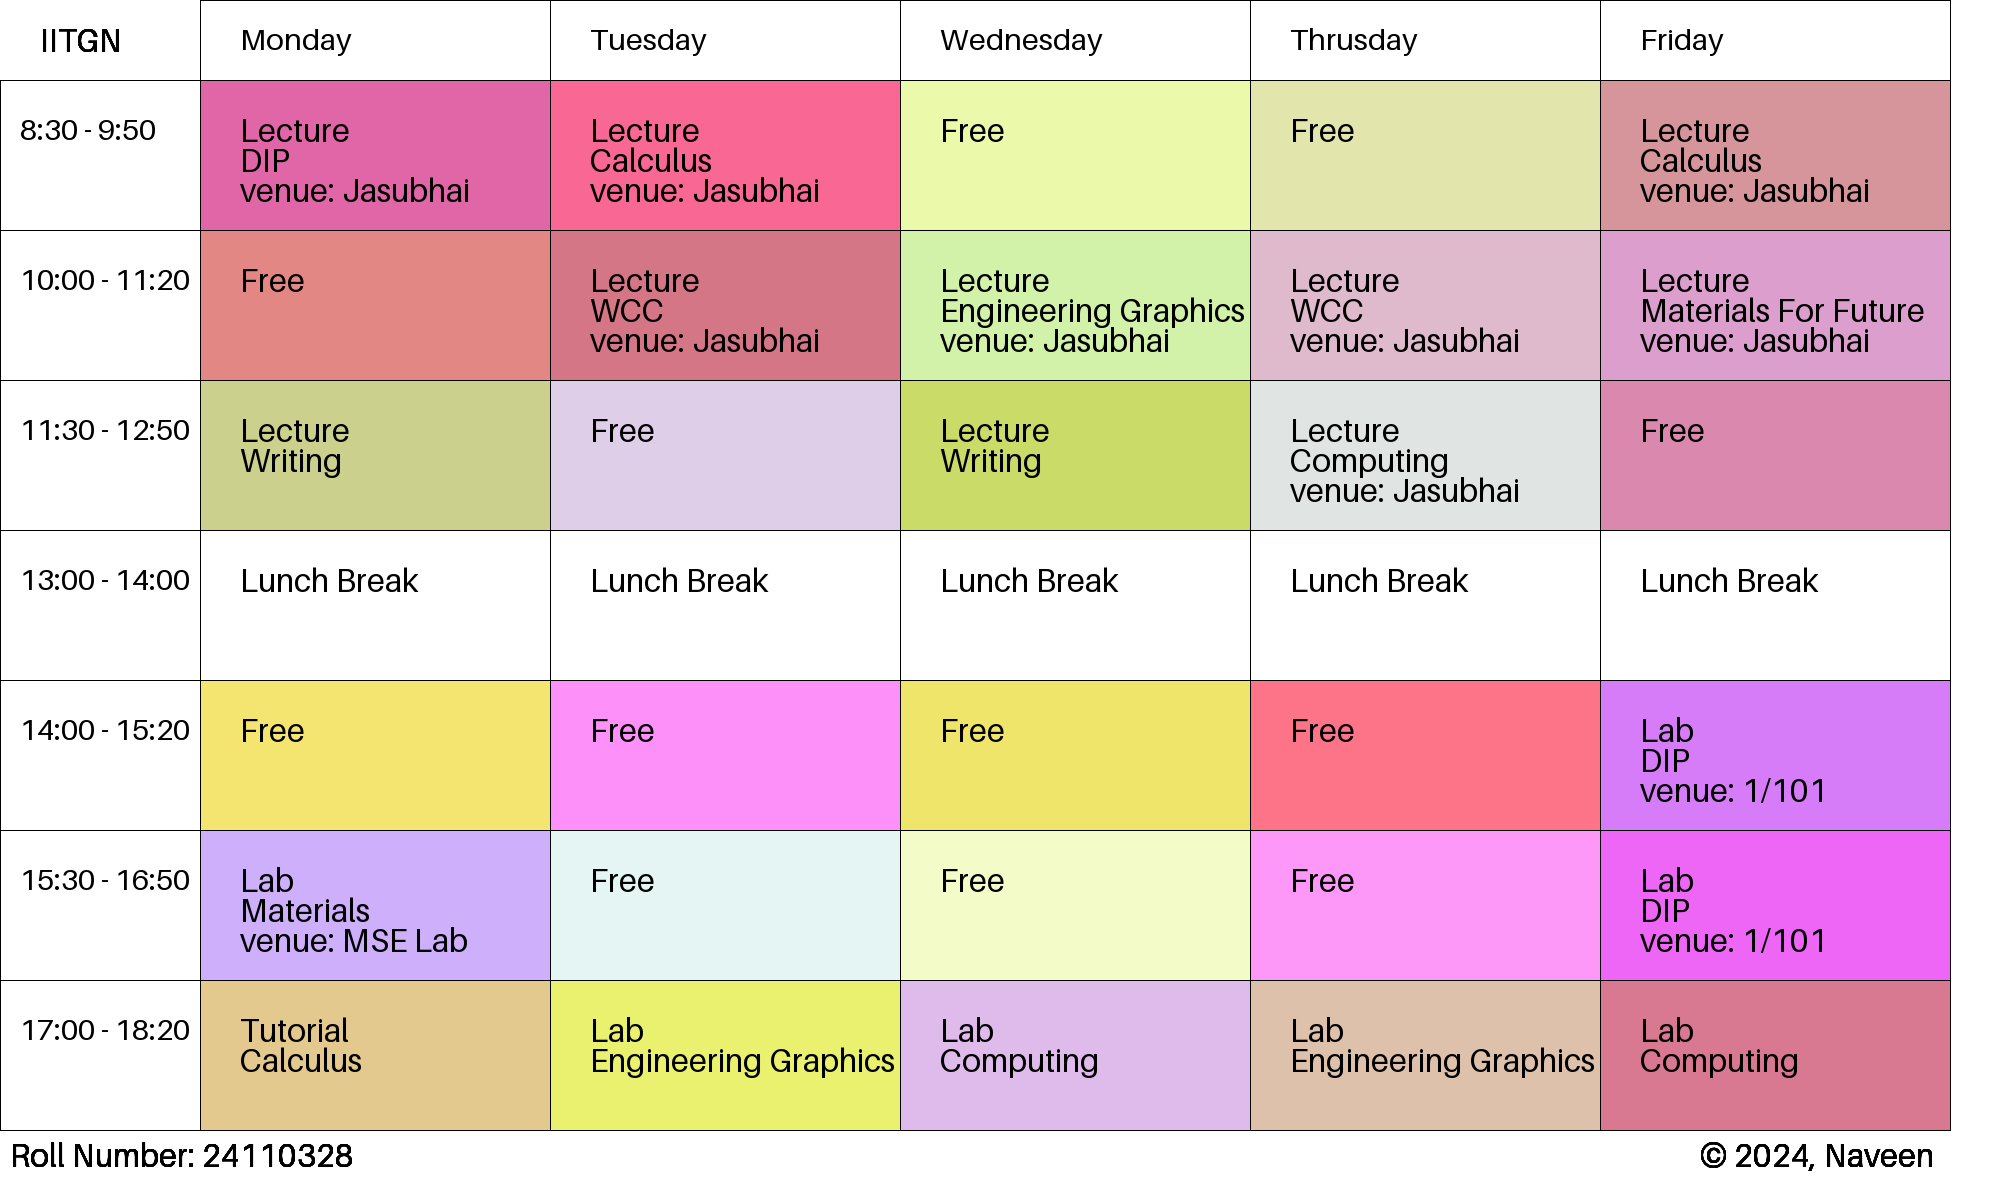 IITGN Monday Tuesday Wednesday Thrusday Friday
8:30 - 9:50
Lecture
DIP
venue: Jasubhai
Lecture
Calculus
venue: Jasubhai
Free
Free
Lecture
Calculus
venue: Jasubhai
10:00 - 11:20
Free
Lecture
WCC
venue: Jasubhai
Lecture
Engineering Graphics
venue: Jasubhai
Lecture
WCC
venue: Jasubhai
Lecture
Materials For Future
venue: Jasubhai
11:30 - 12:50
Lecture
Writing
Free
Lecture
Writing
Lecture
Computing
venue: Jasubhai
Free
13:00 - 14:00
Lunch Break
Lunch Break
Lunch Break
Lunch Break
Lunch Break
14:00 - 15:20
Free
Free
Free
Free
Lab
DIP
venue: 1/101
15:30 - 16:50
Lab
Materials
venue: MSE Lab
Free
Free
Free
Lab
DIP
venue: 1/101
17:00 - 18:20
Tutorial
Calculus
Lab
Engineering Graphics
Lab
Computing
Lab
Engineering Graphics
Lab
Computing
Roll Number: 24110328
© 2024, Naveen